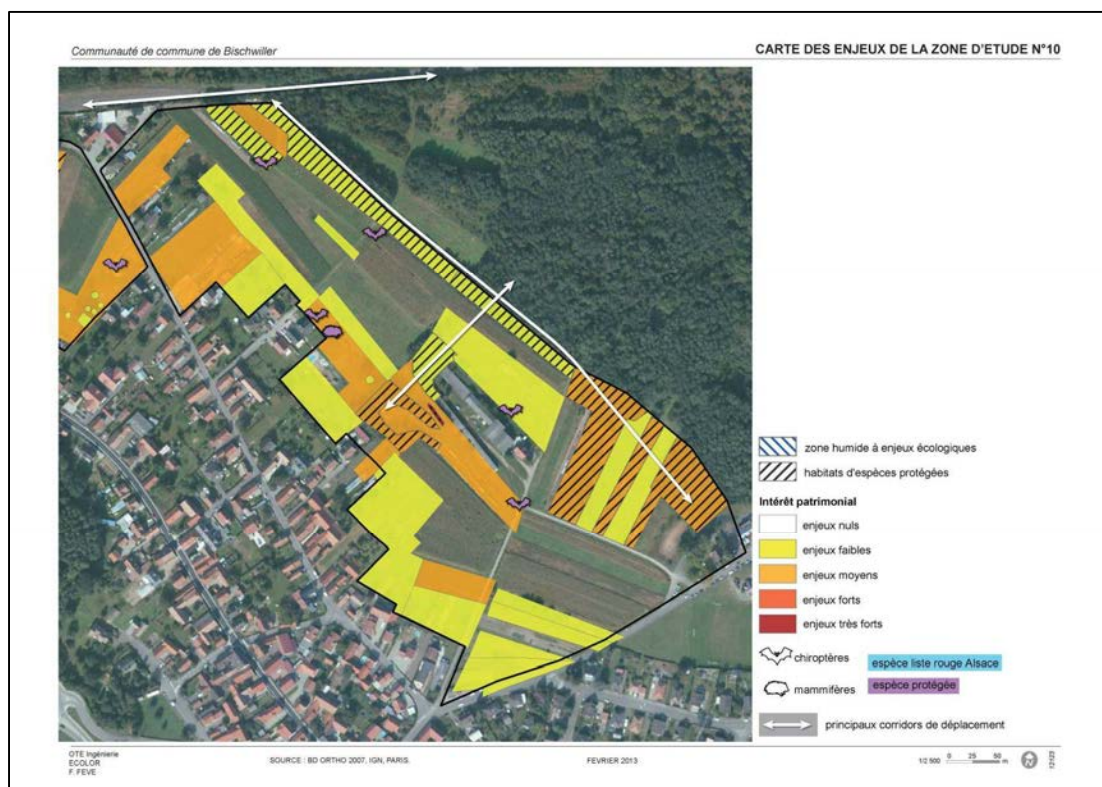 Communauté de commune de Bischwiller
CARTE DES ENJEUX DE LA ZONE D'ETUDE N°10
zone humide à enjeux écologiques
habitats d'espèces protégées
Intérêt patrimonial
enjeux nuls
enjeux faibles
enjeux moyens
enjeux forts
enjeux très forts
chiroptères
espèce liste rouge Alsace
mammifères
espèce protégée
principaux corridors de déplacement
OTE Ingénierie
ECOLOR
F. FEVE
SOURCE : BD ORTHO 2007, IGN, PARIS.
FEVRIER 2013
1/2 500
0 25 50
m